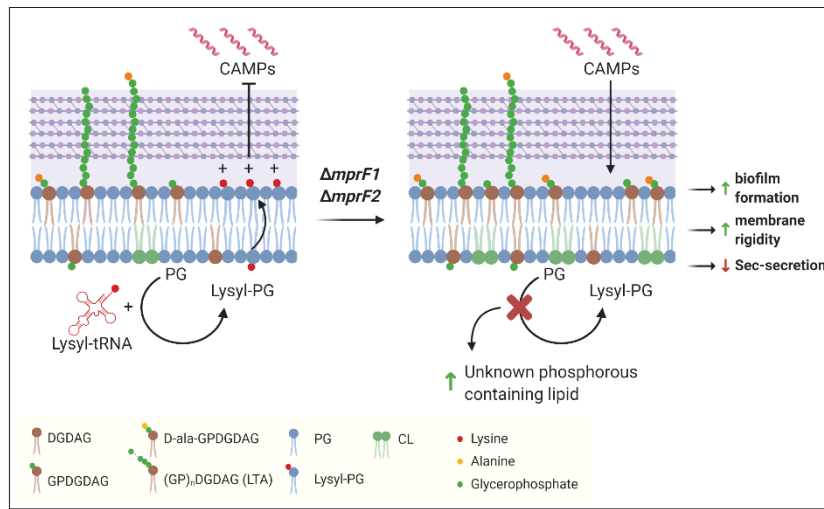 CAMPs
+ + +
PG
Lysyl-PG
+
Lysyl-tRNA
ΔmprF1
ΔmprF2
CAMPs
↑ biofilm
formation
↑ membrane
rigidity
↓ Sec-secretion
PG
Lysyl-PG
↑ Unknown phosphorous
containing lipid
DGDAG
D-ala-GPDGDAG
PG
CL
Lysine
Alanine
GPDGDAG
(GP)nDGDAG (LTA)
Lysyl-PG
Glycerophosphate